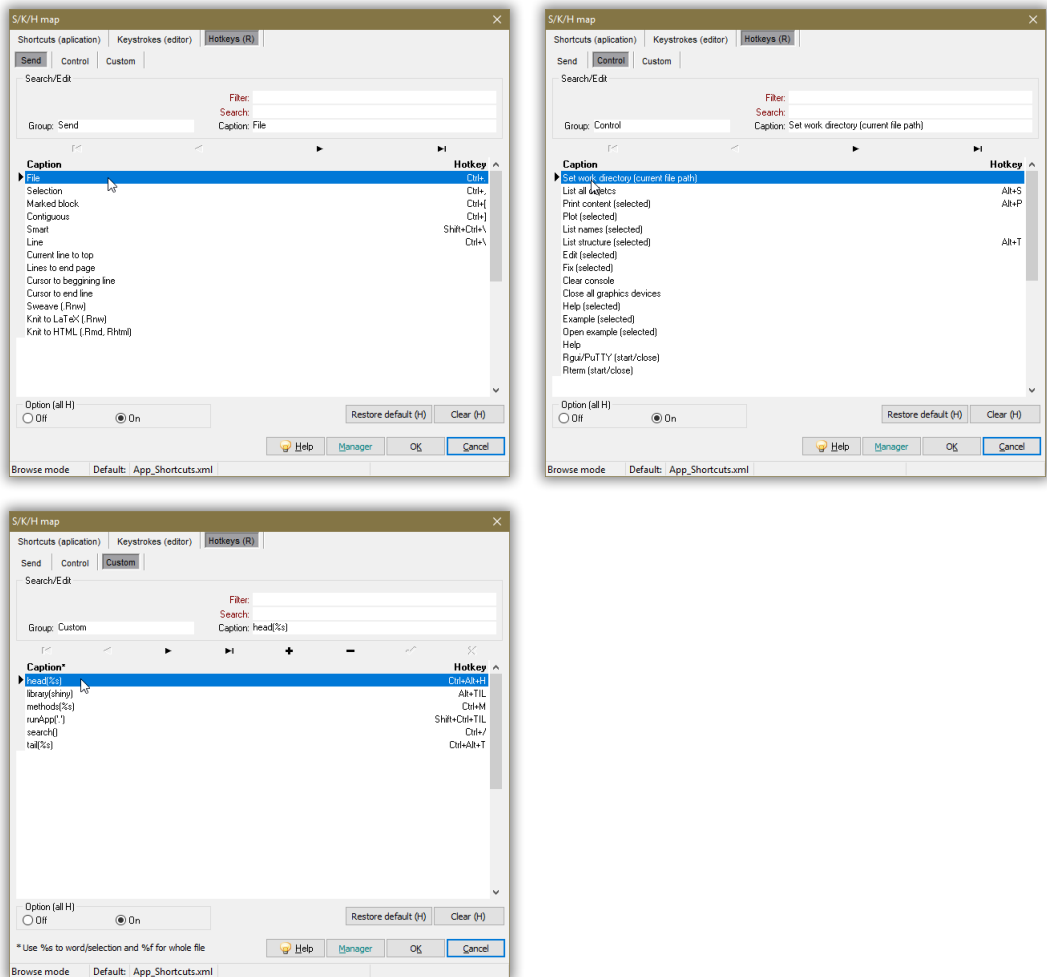 S/K/H map
Shortcuts (aplication) Keystrokes (editor) Hotkeys (R)
Send Control Custom
Search/Edit
Filter:
Search:
Group: Send Caption: File
Caption Hotkey
File Ctrl+.
Selection Ctrl+,
Marked block Ctrl+[
Contiguous Ctrl+]
Smart Shift+Ctrl+\
Line Ctrl+\
Current line to top
Lines to end page
Cursor to beggining line
Cursor to end line
Sweave (.Rnw)
Knit to LaTeX (.Rnw)
Knit to HTML (.Rmd, Rhtml)
Option (all H)
Off On Restore default (H) Clear (H)
Help Manager OK Cancel
Browse mode Default: App_Shortcuts.xml
S/K/H map
Shortcuts (aplication) Keystrokes (editor) Hotkeys (R)
Send Control Custom
Search/Edit
Filter:
Search:
Group: Control Caption: Set work directory (current file path)
Caption Hotkey
Set work directory (current file path)
List all objetcs Alt+S
Print content (selected) Alt+P
Plot (selected)
List names (selected)
List structure (selected) Alt+T
Edit (selected)
Fix (selected)
Clear console
Close all graphics devices
Help (selected)
Example (selected)
Open example (selected)
Help
Rgui/PuTTY (start/close)
Rterm (start/close)
Option (all H)
Off On Restore default (H) Clear (H)
Help Manager OK Cancel
Browse mode Default: App_Shortcuts.xml
S/K/H map
Shortcuts (aplication) Keystrokes (editor) Hotkeys (R)
Send Control Custom
Search/Edit
Filter:
Search:
Group: Custom Caption: head(%s)
Caption* Hotkey
head(%s) Ctrl+Alt+H
library(shiny) Alt+TIL
methods(%s) Ctrl+M
runApp('.') Shift+Ctrl+TIL
search() Ctrl+/
tail(%s) Ctrl+Alt+T
Option (all H)
Off On Restore default (H) Clear (H)
* Use %s to word/selection and %f for whole file Help Manager OK Cancel
Browse mode Default: App_Shortcuts.xml